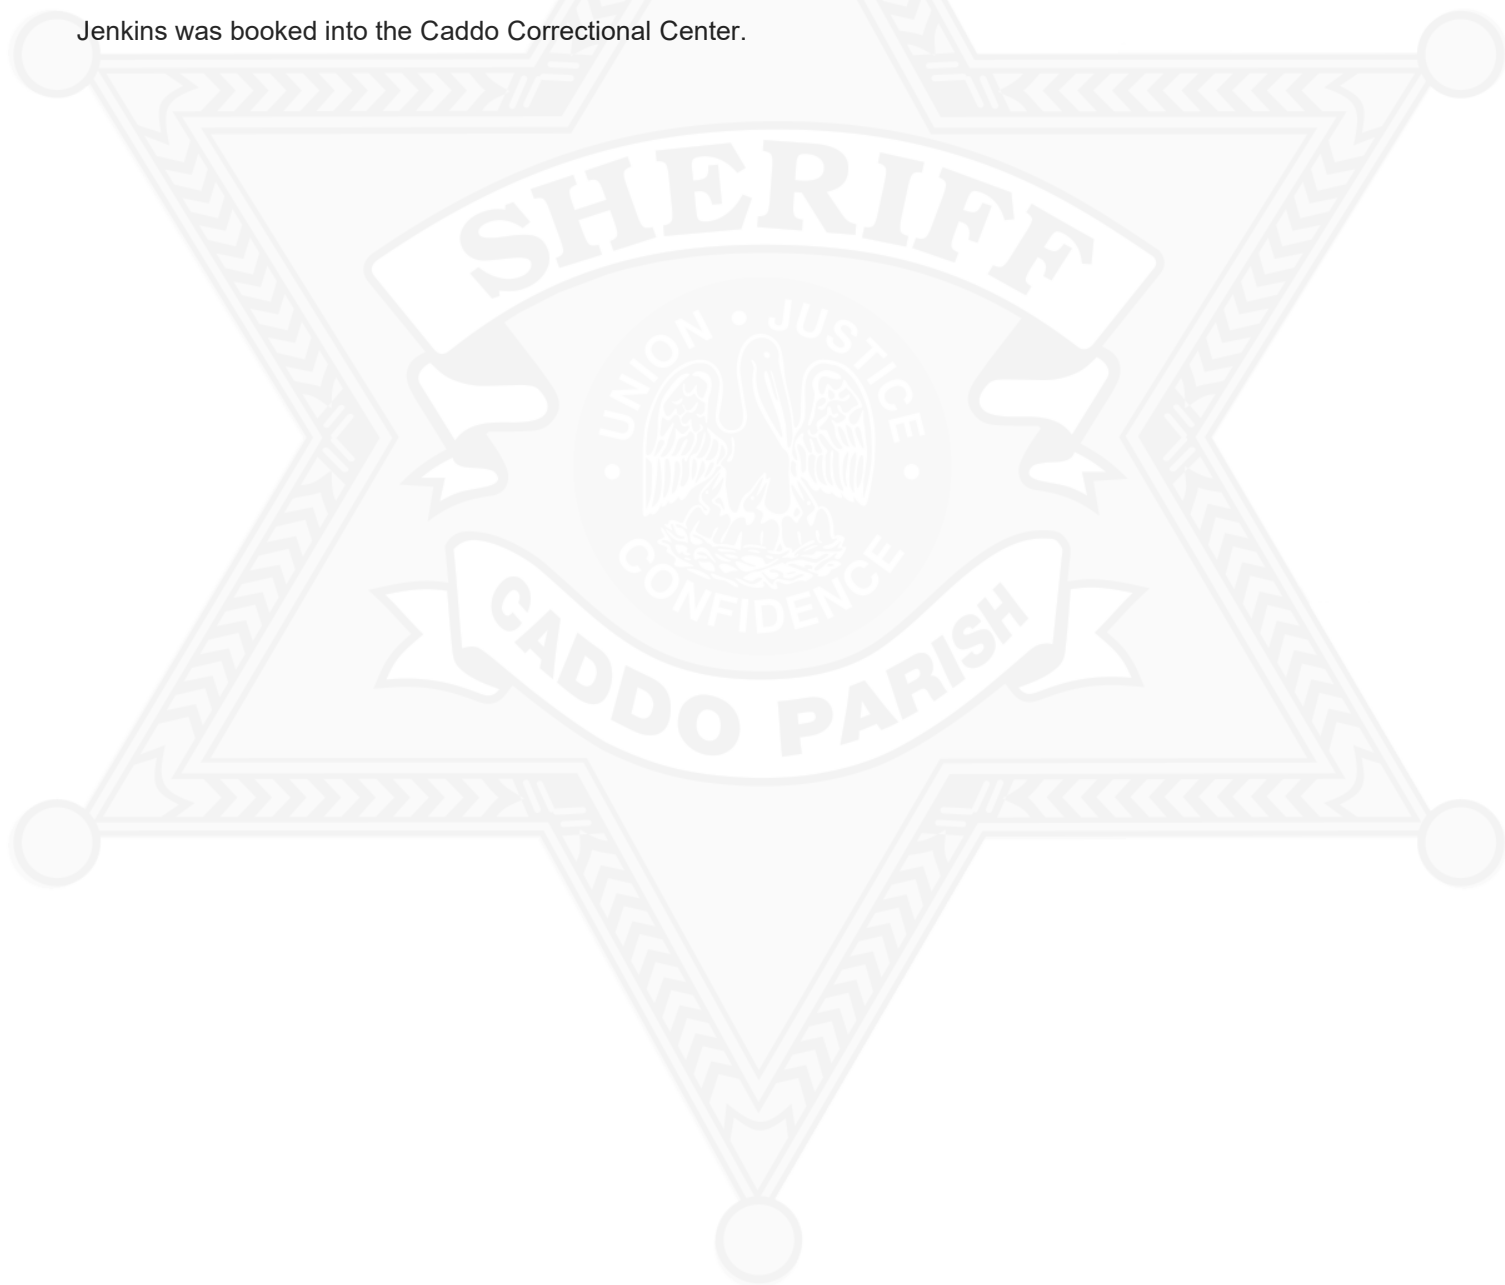 Jenkins was booked into the Caddo Correctional Center.
SHERIFF
UNION • JUSTICE
CONFIDENCE
CADDO PARISH